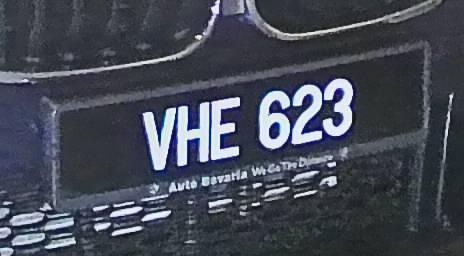 VHE 623
Auto Bavaria We Go The Distance